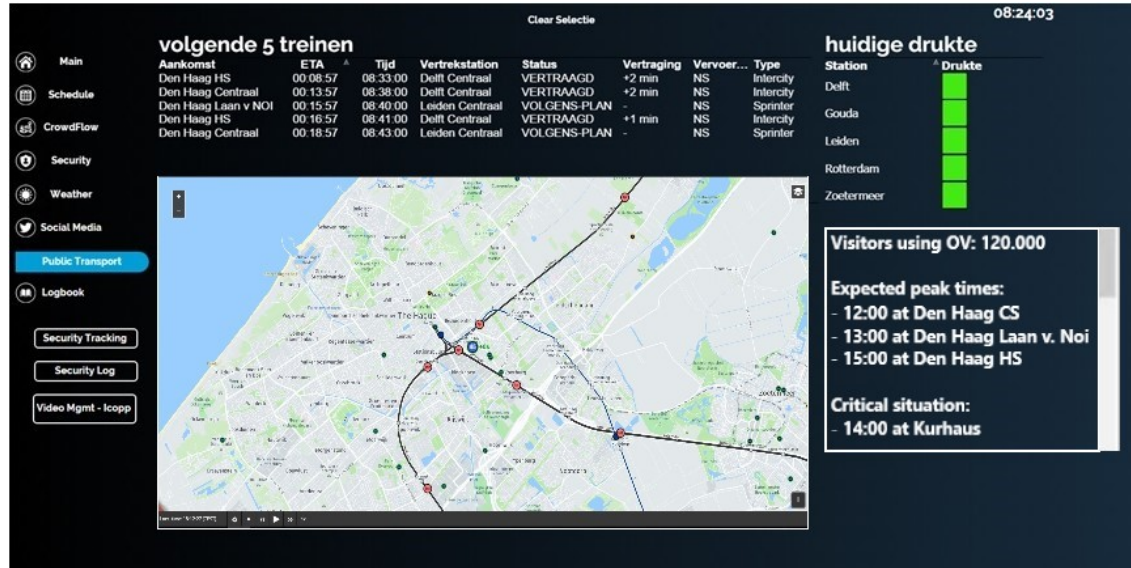 Clear Selectie
08:24:03
Main
Schedule
CrowdFlow
Security
Weather
Social Media
Public Transport
Logbook
Security Tracking
Security Log
Video Mgmt - Icopp
volgende 5 treinen
Aankomst ETA Tijd Vertrekstation Status Vertraging Vervoer... Type
Den Haag HS 00:08:57 08:33:00 Delft Centraal VERTRAAGD +2 min NS Intercity
Den Haag Centraal 00:13:57 08:38:00 Delft Centraal VERTRAAGD +2 min NS Intercity
Den Haag Laan v NOI 00:15:57 08:40:00 Leiden Centraal VOLGENS-PLAN - NS Sprinter
Den Haag HS 00:16:57 08:41:00 Delft Centraal VERTRAAGD +1 min NS Intercity
Den Haag Centraal 00:18:57 08:43:00 Leiden Centraal VOLGENS-PLAN - NS Sprinter
The Hague
Zoetermeer
huidige drukte
Station Drukte
Delft
Gouda
Leiden
Rotterdam
Zoetermeer
Visitors using OV: 120.000
Expected peak times:
- 12:00 at Den Haag CS
- 13:00 at Den Haag Laan v. Noi
- 15:00 at Den Haag HS
Critical situation:
- 14:00 at Kurhaus